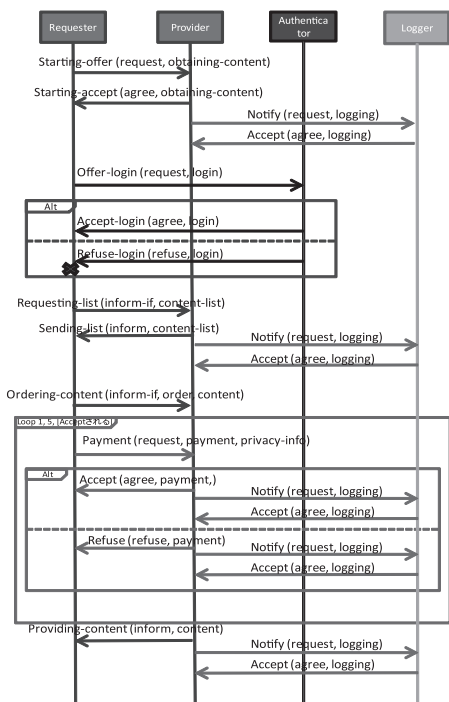 Requester
Provider
Authentica
tor
Logger
Starting-offer (request, obtaining-content)
Starting-accept (agree, obtaining-content)
Notify (request, logging)
Accept (agree, logging)
Offer-login (request, login)
Alt
Accept-login (agree, login)
Refuse-login (refuse, login)
Requesting-list (inform-if, content-list)
Sending-list (inform, content-list)
Notify (request, logging)
Accept (agree, logging)
Ordering-content (inform-if, order, content)
Loop 1, 5, [Acceptされる]
Payment (request, payment, privacy-info)
Alt
Accept (agree, payment,)
Notify (request, logging)
Accept (agree, logging)
Refuse (refuse, payment)
Notify (request, logging)
Accept (agree, logging)
Providing-content (inform, content)
Notify (request, logging)
Accept (agree, logging)